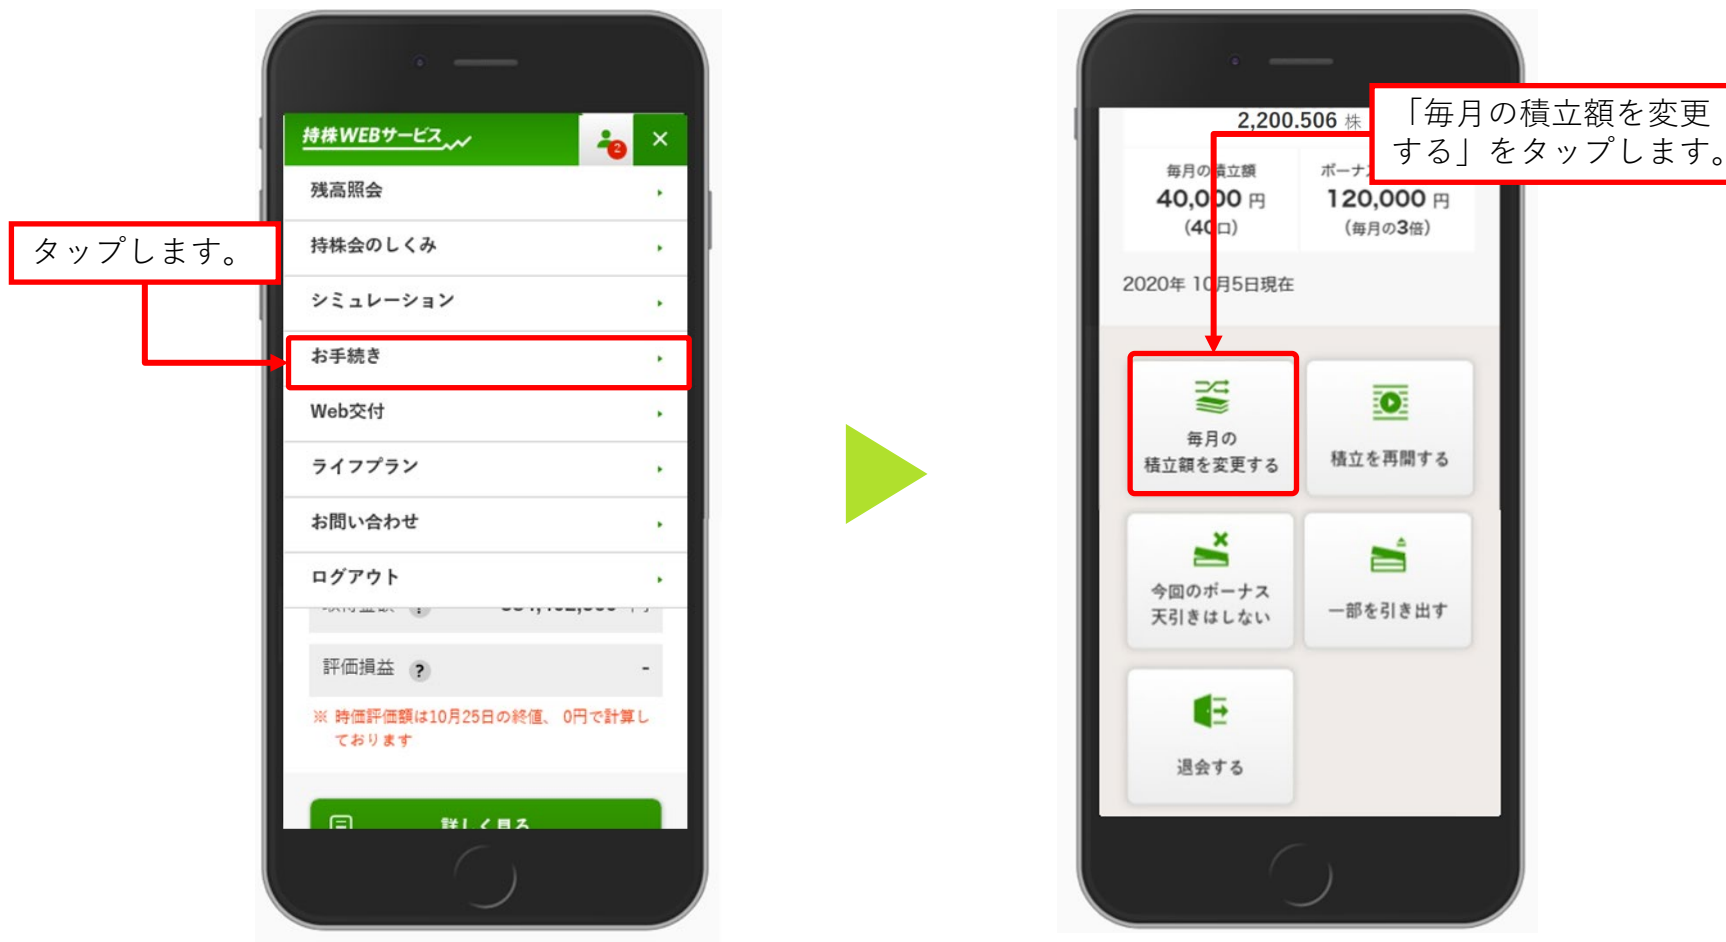 タップします。
持株WEBサービス
2
×
残高照会
持株会のしくみ
シミュレーション
お手続き
Web交付
ライフプラン
お問い合わせ
ログアウト
評価損益 ? -
※ 時価評価額は10月25日の終値、 0円で計算し
ております
詳しく見る
「毎月の積立額を変更
する」をタップします。
2,200.506 株
毎月の積立額
40,000 円
(40口)
ボーナ
120,000 円
(毎月の3倍)
2020年 10月5日現在
毎月の
積立額を変更する
積立を再開する
今回のボーナス
天引きはしない
一部を引き出す
退会する